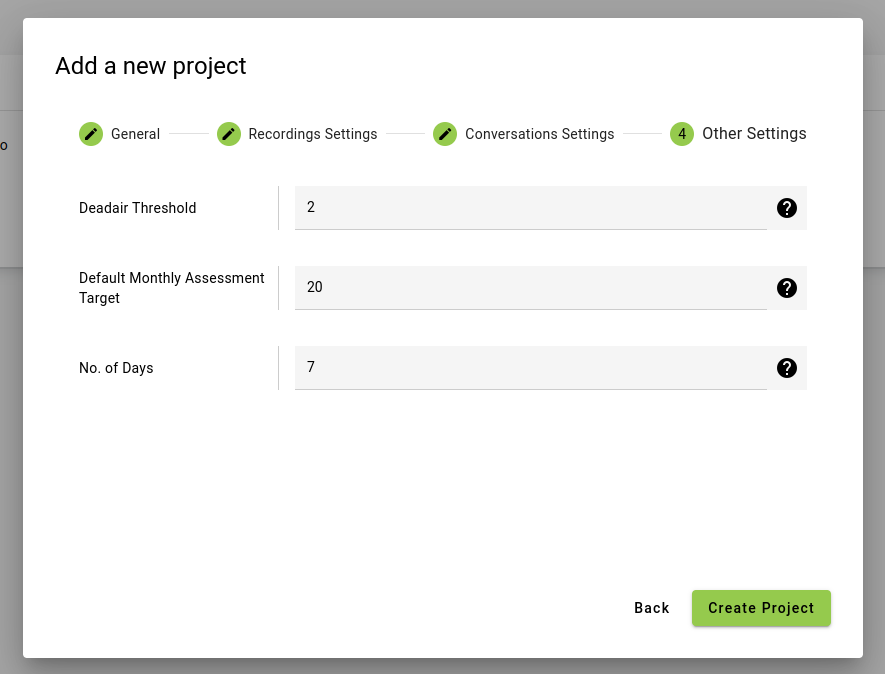 Add a new project
General
Recordings Settings
Conversations Settings
4
Other Settings
o
Deadair Threshold
2
?
Default Monthly Assessment
Target
20
?
No. of Days
7
?
Back
Create Project